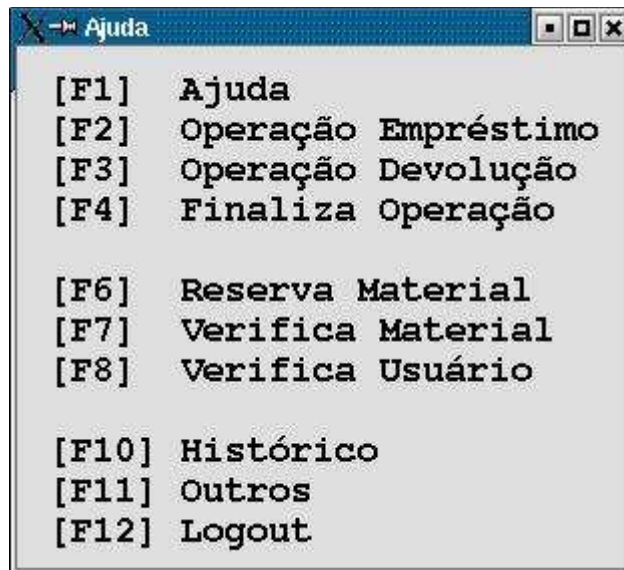 Ajuda
[F1] Ajuda
[F2] Operação Empréstimo
[F3] Operação Devolução
[F4] Finaliza Operação
[F6] Reserva Material
[F7] Verifica Material
[F8] Verifica Usuário
[F10] Histórico
[F11] Outros
[F12] Logout